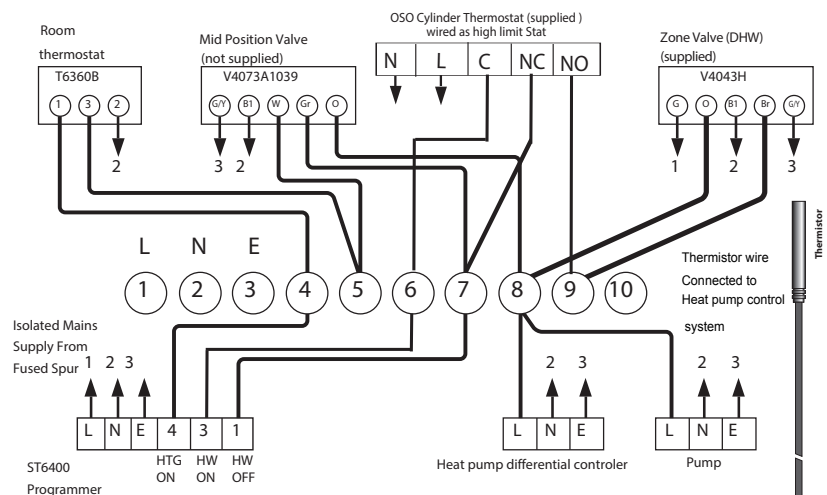 OSO Cylinder Thermostat (supplied )
wired as high limit Stat
Room
thermostat
Mid Position Valve
(not supplied)
Zone Valve (DHW)
(supplied)
T6360B
V4073A1039
N L C NC NO
V4043H
1 3 2
G/Y B1 W Gr O
G O B1 Br G/Y
2
3 2
1 2 3
L N E
1 2 3 4 5 6 7 8 9 10
Thermistor
Thermistor wire
Connected to
Heat pump control
system
Isolated Mains
Supply From
Fused Spur
1 2 3
2 3
2 3
L N E 4 3 1
L N E
L N E
HTG
ON
HW
ON
HW
OFF
Heat pump differential controler
Pump
ST6400
Programmer